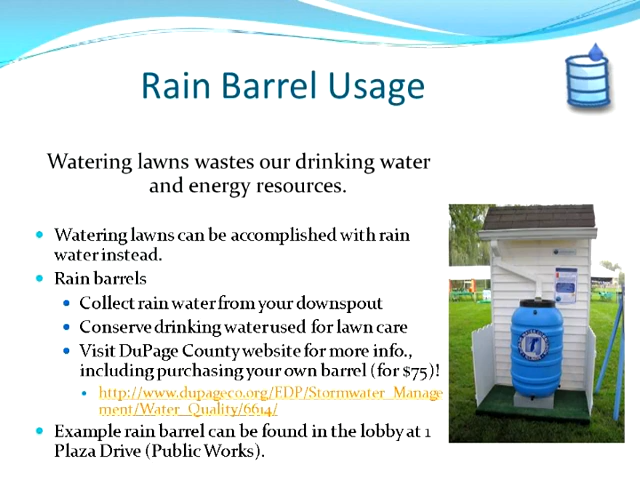 Rain Barrel Usage
Watering lawns wastes our drinking water
and energy resources.
Watering lawns can be accomplished with rain
water instead.
Rain barrels
Collect rain water from your downspout
Conserve drinking water used for lawn care
Visit DuPage County website for more info.,
including purchasing your own barrel (for $75)!
http://www.dupageco.org/EDP/Stormwater_Manage
ment/Water_Quality/6614/
Example rain barrel can be found in the lobby at 1
Plaza Drive (Public Works).